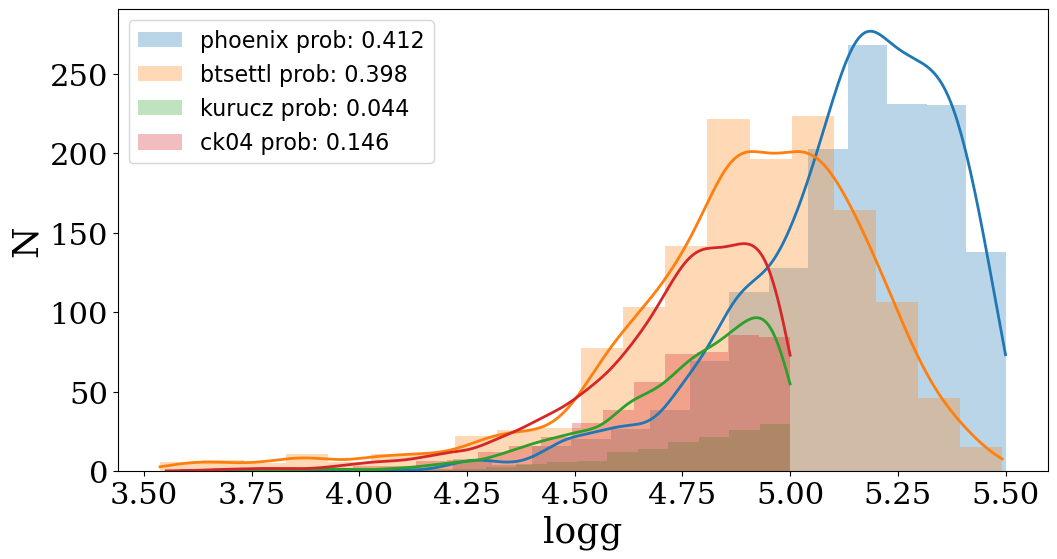 phoenix prob: 0.412
btsettl prob: 0.398
kurucz prob: 0.044
ck04 prob: 0.146
N
250
200
150
100
50
0
3.50 3.75 4.00 4.25 4.50 4.75 5.00 5.25 5.50
logg